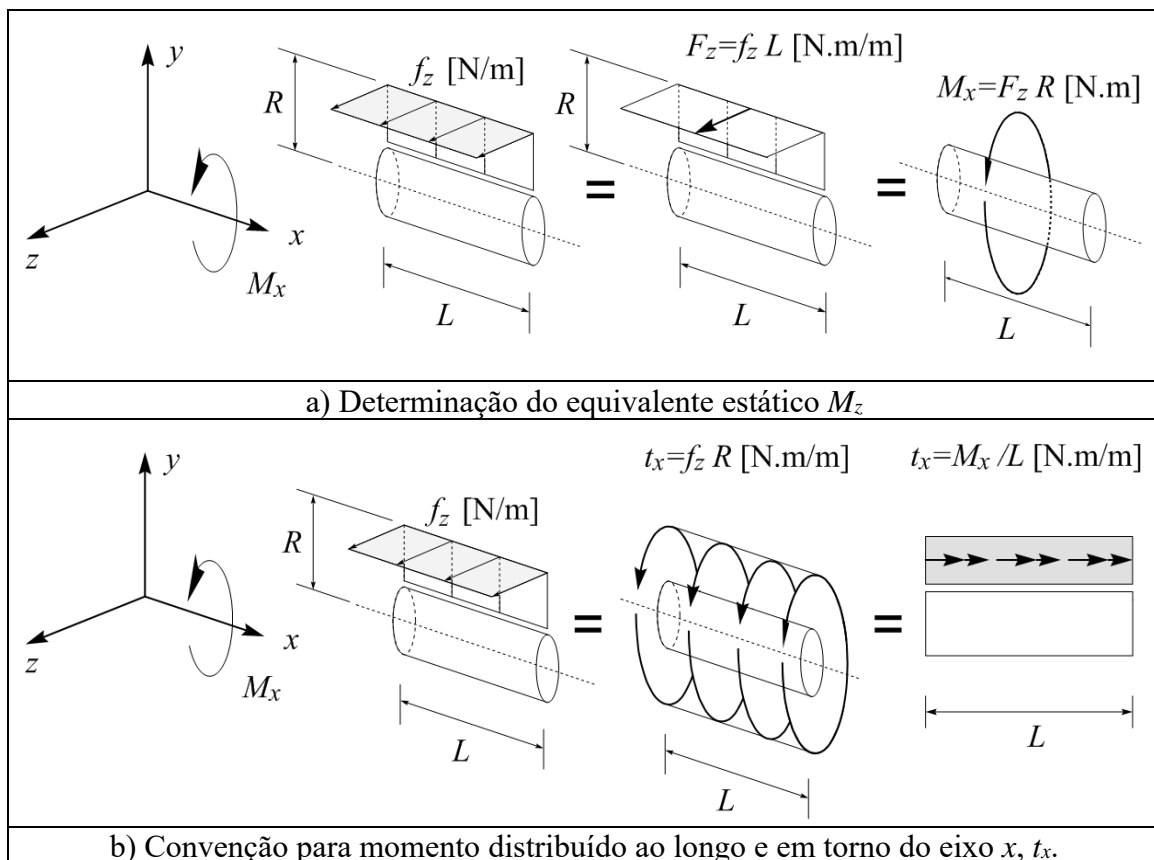 y
R
x
z
M_x
f_z [N/m]
L
=
F_z=f_z L [N.m/m]
R
L
=
M_x=F_z R [N.m]
L
a) Determinação do equivalente estático M_z
y
x
z
M_x
R
f_z [N/m]
L
=
t_x=f_z R [N.m/m]
L
=
t_x=M_x /L [N.m/m]
L
b) Convenção para momento distribuído ao longo e em torno do eixo x, t_x.